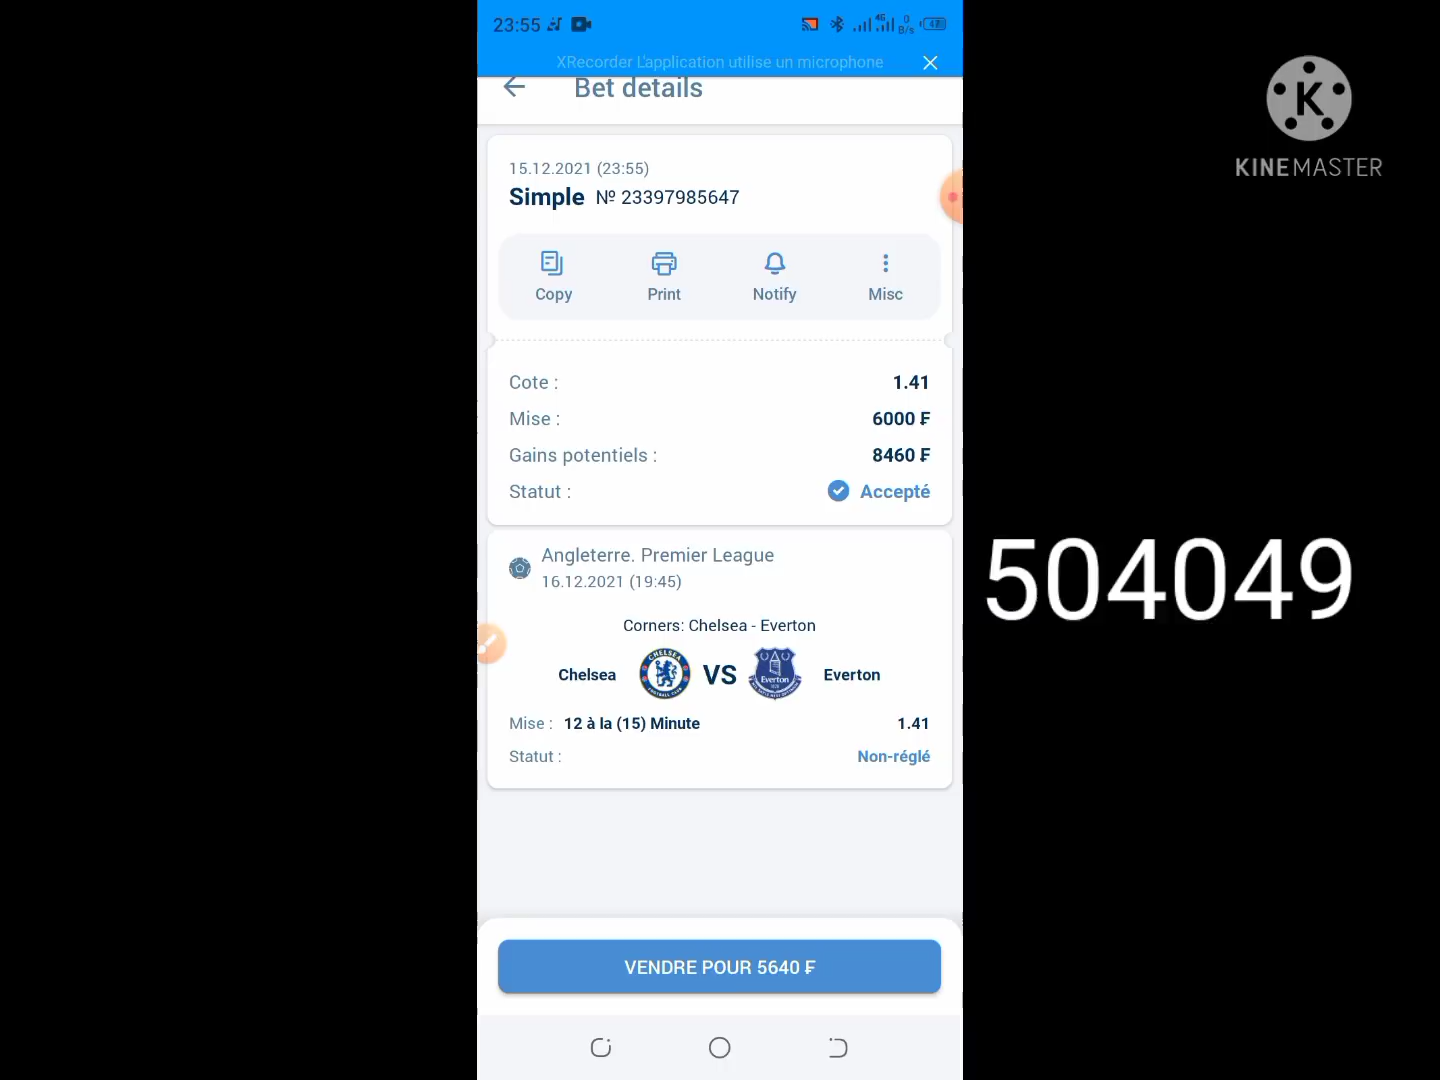 23:55
4G
0
B/s
XRecorder L'application utilise un microphone
Bet details
15.12.2021 (23:55)
Simple № 23397985647
Copy Print Notify Misc
Cote : 1.41
Mise : 6000 ₣
Gains potentiels : 8460 ₣
Statut : Accepté
Angleterre. Premier League
16.12.2021 (19:45)
Corners: Chelsea - Everton
Chelsea VS Everton
Mise : 12 à la (15) Minute 1.41
Statut : Non-réglé
VENDRE POUR 5640 ₣
K
KINEMASTER
504049